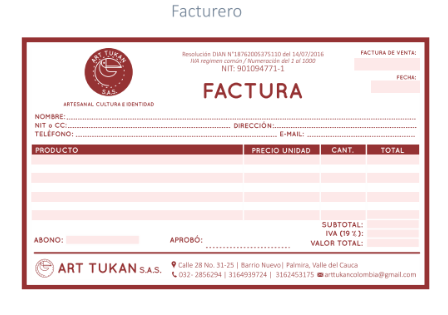 Facturero
ART TUKAN
S.A.S.
ARTESANAL, CULTURA E IDENTIDAD
Resolución DIAN N°18762005375110 del 14/07/2016
IVA regimen común / Numeración del 1 al 1000
NIT: 901094771-1
FACTURA
FACTURA DE VENTA:
FECHA:
NOMBRE:
NIT o CC: DIRECCIÓN:
TELÉFONO: E-MAIL:
PRODUCTO PRECIO UNIDAD CANT. TOTAL
SUBTOTAL:
IVA (19 %):
ABONO: APROBÓ: VALOR TOTAL:
ART TUKAN S.A.S.
Calle 28 No. 31-25 | Barrio Nuevo| Palmira, Valle del Cauca
032- 2856294 | 3164939724 | 3162453175 arttukancolombia@gmail.com